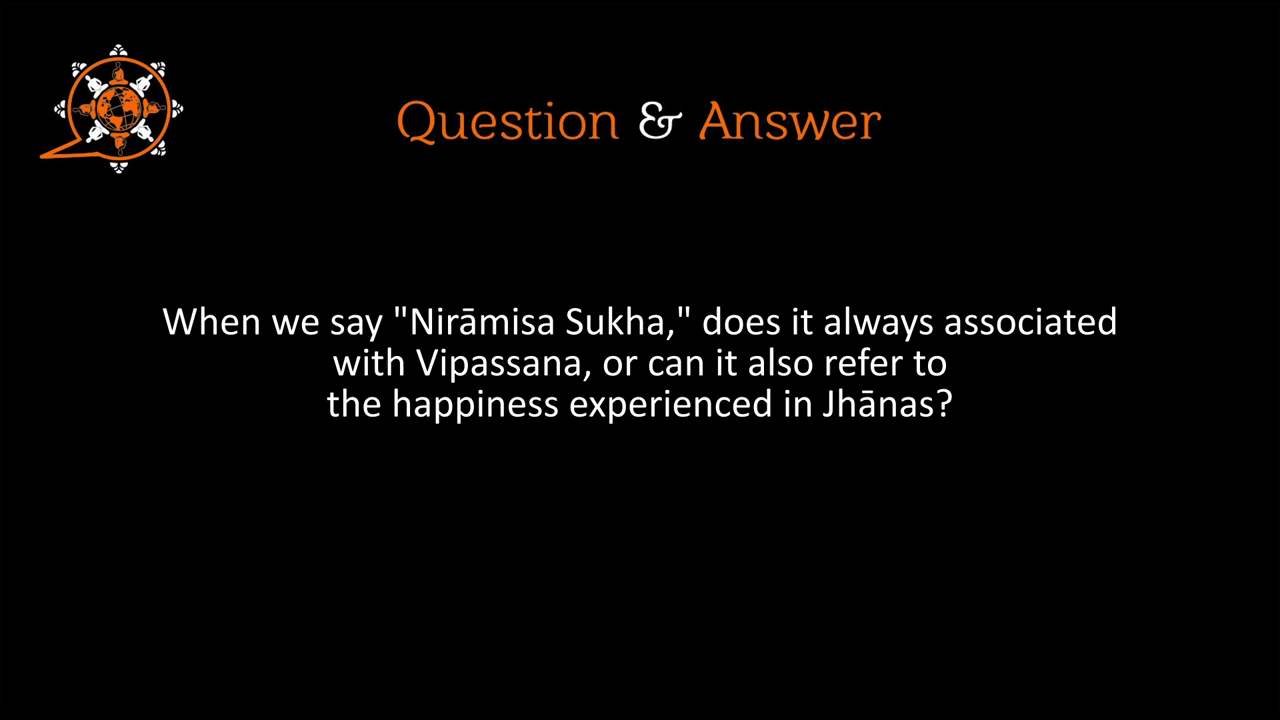 Question & Answer
When we say "Nirāmisa Sukha," does it always associated
with Vipassana, or can it also refer to
the happiness experienced in Jhānas?